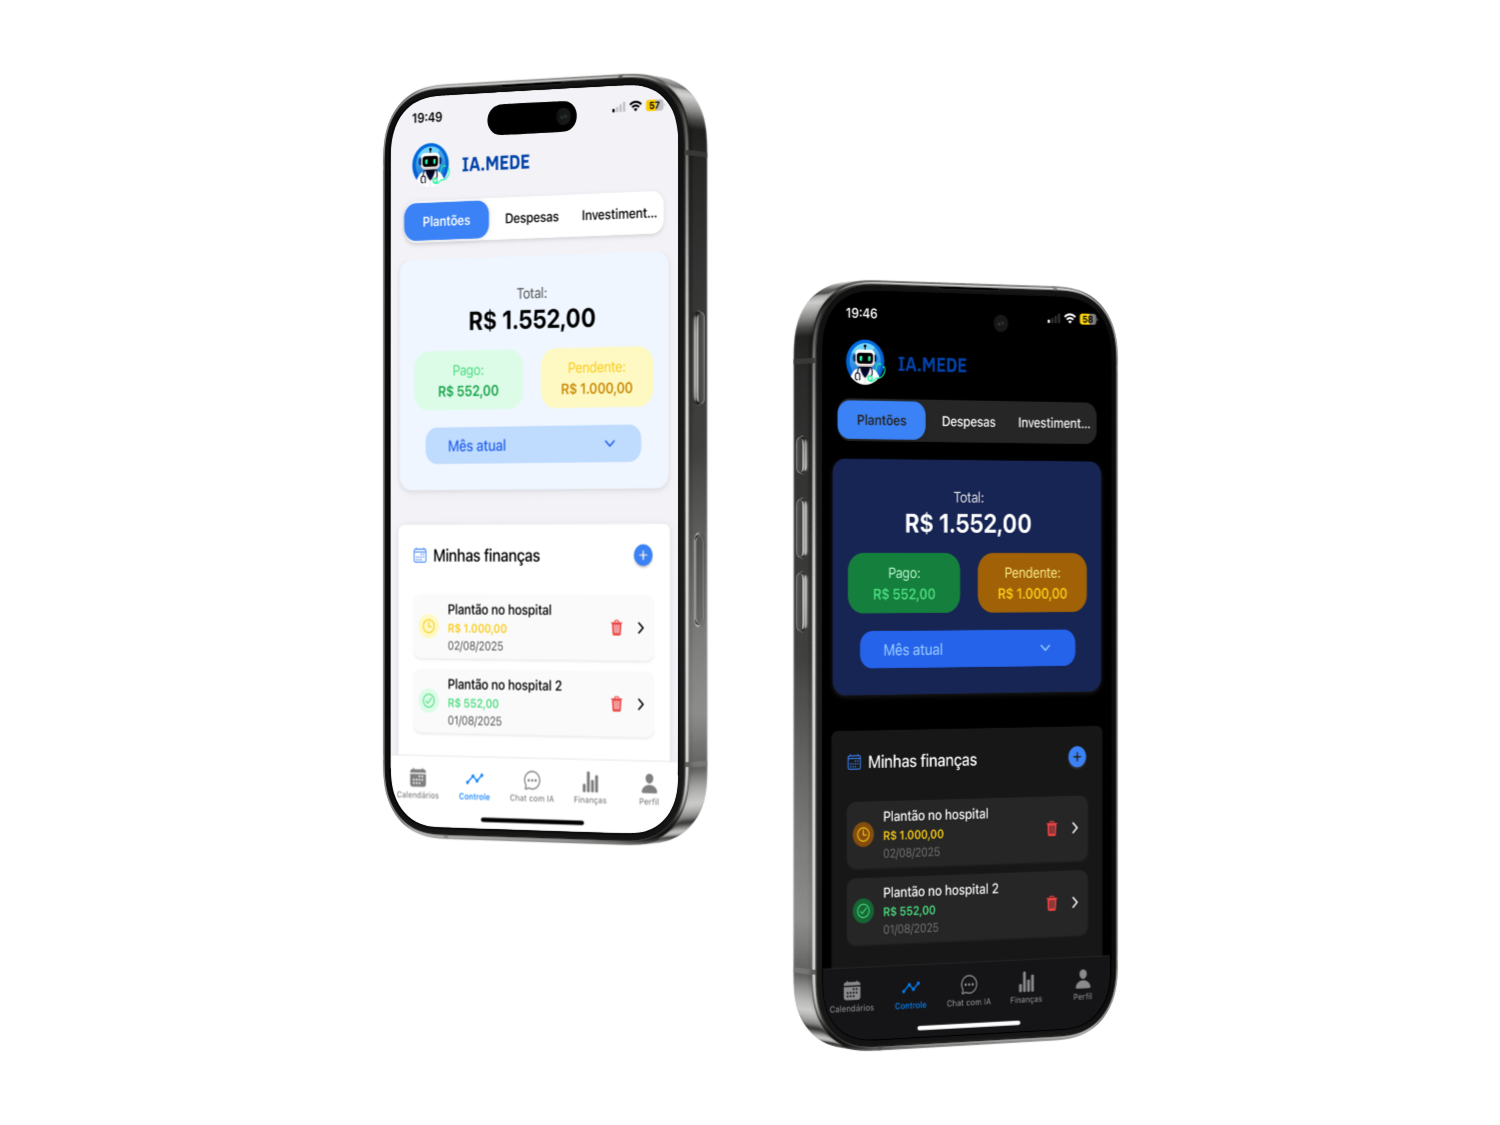 19:49
57
IA.MEDE
Plantões Despesas Investiment...
Total:
R$ 1.552,00
Pago:
R$ 552,00
Pendente:
R$ 1.000,00
Mês atual
Minhas finanças
Plantão no hospital
R$ 1.000,00
02/08/2025
Plantão no hospital 2
R$ 552,00
01/08/2025
Calendários Controle Chat com IA Finanças Perfil
19:46
58
IA.MEDE
Plantões Despesas Investiment...
Total:
R$ 1.552,00
Pago:
R$ 552,00
Pendente:
R$ 1.000,00
Mês atual
Minhas finanças
Plantão no hospital
R$ 1.000,00
02/08/2025
Plantão no hospital 2
R$ 552,00
01/08/2025
Calendários Controle Chat com IA Finanças Perfil